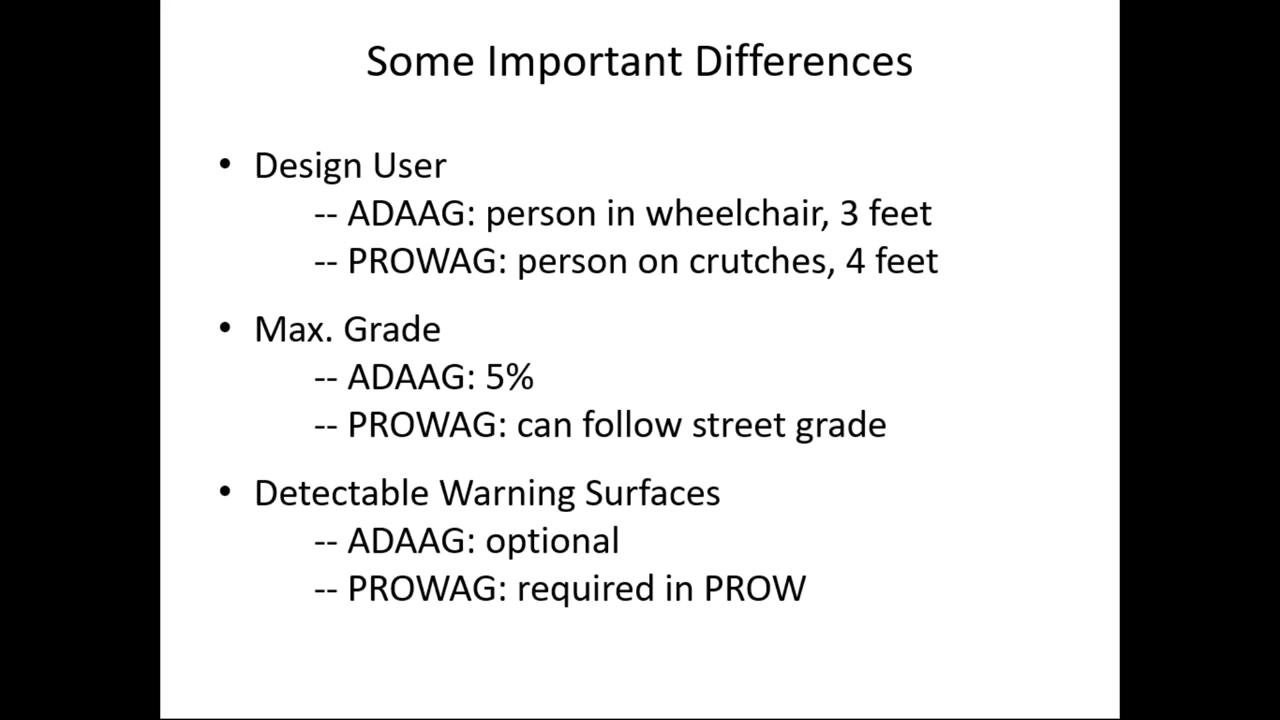 Some Important Differences
• Design User
-- ADAAG: person in wheelchair, 3 feet
-- PROWAG: person on crutches, 4 feet
• Max. Grade
-- ADAAG: 5%
-- PROWAG: can follow street grade
• Detectable Warning Surfaces
-- ADAAG: optional
-- PROWAG: required in PROW